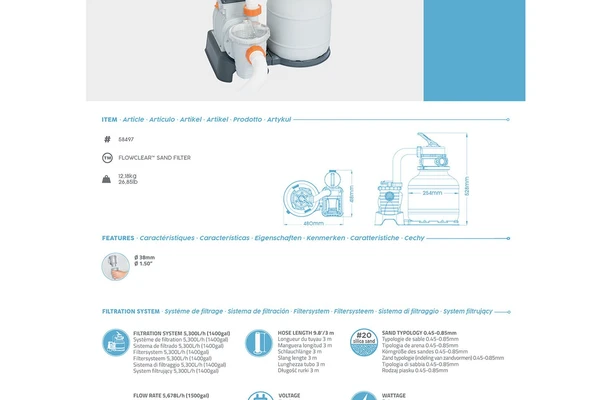 ITEM · Article · Artículo · Artikel · Artikel · Prodotto · Artykuł
# 58497
TM FLOWCLEAR™ SAND FILTER
12.18kg
26.85lb
480mm
354mm
828mm
FEATURES · Caractéristiques · Características · Eigenschaften · Kenmerken · Caratteristiche · Cechy
Ø 38mm
Ø 1.50"
FILTRATION SYSTEM · Système de filtrage · Sistema de filtración · Filtersystem · Filtersysteem · Sistema di filtraggio · System filtrujący
FILTRATION SYSTEM 5,300L/h (1400gal)
Système de filtration 5,300L/h (1400gal)
Sistema de filtrado 5,300L/h (1400gal)
Filtersystem 5,300L/h (1400gal)
Filtersysteem 5,300L/h (1400gal)
Sistema di filtraggio 5,300L/h (1400gal)
System filtrujący 5,300L/h (1400gal)
HOSE LENGTH 9.8'/3 m
Longueur du tuyau 3 m
Manguera longitud 3 m
Schlauchlänge 3 m
Slang lengte 3 m
Lunghezza tubo 3 m
Długość rurki 3 m
#20
silica sand
SAND TYPOLOGY 0.45-0.85mm
Typologie de sable 0.45-0.85mm
Typología de arena 0.45-0.85mm
Korngröße des sandes 0.45-0.85mm
Zand typologie (indeling van zandvormen) 0.45-0.85mm
Tipologia di sabbia 0.45-0.85mm
Rodzaj piasku 0.45-0.85mm
FLOW RATE 5,678L/h (1500gal)
VOLTAGE
WATTAGE